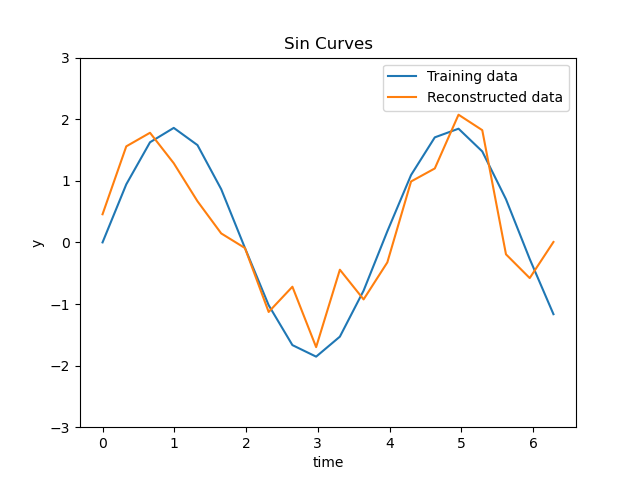 Sin Curves
Training data
Reconstructed data
3
2
1
0
−1
−2
−3
y
0
1
2
3
4
5
6
time